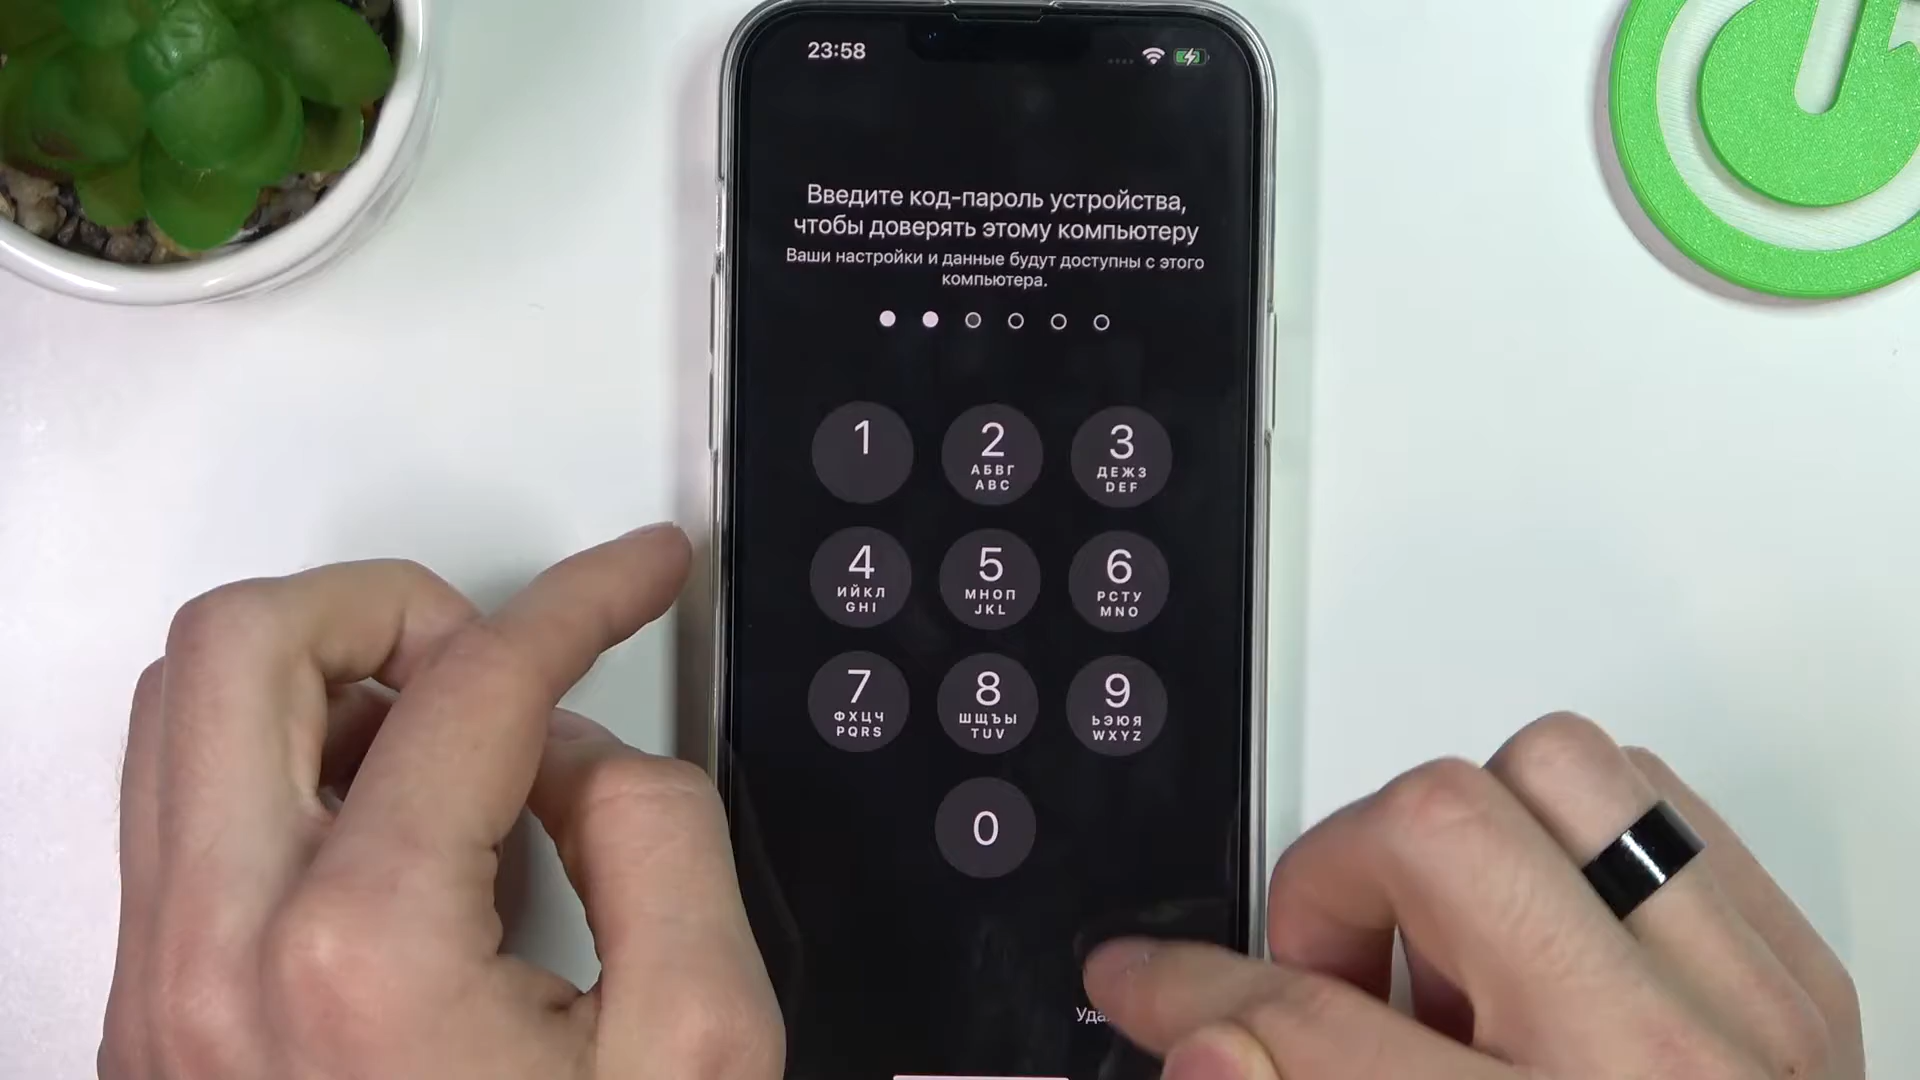 23:58
Введите код-пароль устройства,
чтобы доверять этому компьютеру
Ваши настройки и данные будут доступны с этого
компьютера.
1
2
АБВГ
ABC
3
ДЕЖЗ
DEF
4
ИЙКЛ
GHI
5
МНОП
JKL
6
РСТУ
MNO
7
ФХЦЧ
PQRS
8
ШЩЪЫ
TUV
9
ЬЭЮЯ
WXYZ
0